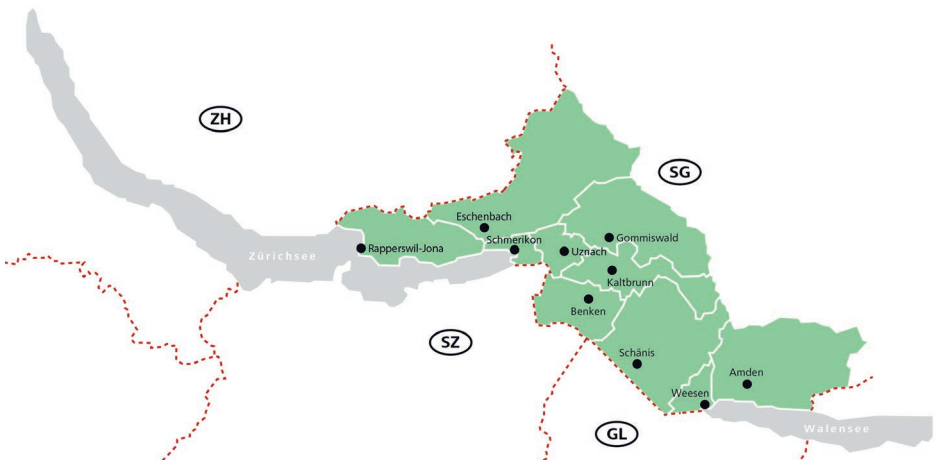 ZH
SG
Eschenbach
Gommiswald
Schmerikon
Rapperswil-Jona
Uznach
Zürichsee
Kaltbrunn
Benken
SZ
Schänis
Amden
Weesen
Walensee
GL